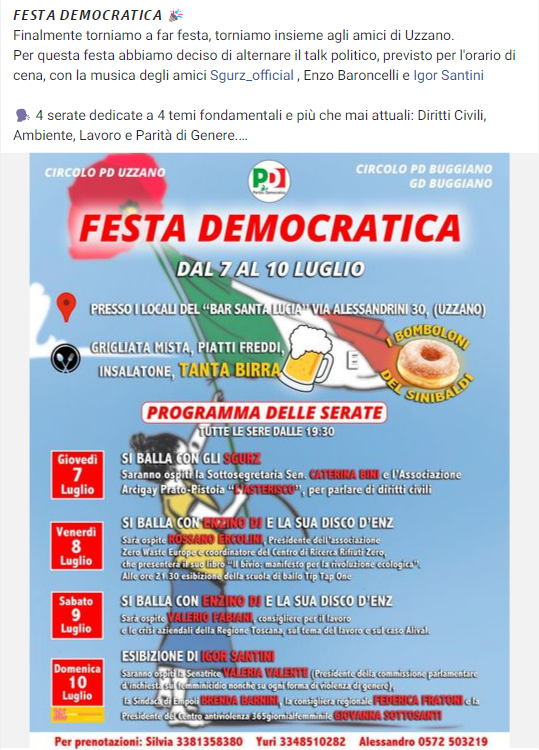 FESTA DEMOCRATICA
Finalmente torniamo a far festa, torniamo insieme agli amici di Uzzano.
Per questa festa abbiamo deciso di alternare il talk politico, previsto per l'orario di
cena, con la musica degli amici Sgurz_official , Enzo Baroncelli e Igor Santini
4 serate dedicate a 4 temi fondamentali e più che mai attuali: Diritti Civili,
Ambiente, Lavoro e Parità di Genere....
CIRCOLO PD UZZANO
PD
Partito Democratico
CIRCOLO PD BUGGIANO
GD BUGGIANO
FESTA DEMOCRATICA
DAL 7 AL 10 LUGLIO
PRESSO I LOCALI DEL "BAR SANTA LUCIA" VIA ALESSANDRINI 30, (UZZANO)
GRIGLIATA MISTA, PIATTI FREDDI,
INSALATONE, TANTA BIRRA
E
I BOMBOLONI
DEL SINIBALDI
PROGRAMMA DELLE SERATE
TUTTE LE SERE DALLE 19:30
Giovedì
7
Luglio
SI BALLA CON GLI SGURZ
Saranno ospiti la Sottosegretaria Sen. CATERINA BINI e l'Associazione
Arcigay Prato-Pistoia "L'ASTERISCO", per parlare di diritti civili
Venerdì
8
Luglio
SI BALLA CON ENZINO DJ E LA SUA DISCO D'ENZ
Sarà ospite ROSSANO ERCOLINI, Presidente dell'associazione
Zero Waste Europe e coordinatore del Centro di Ricerca Rifiuti Zero,
che presenterà il suo libro "Il bivio: manifesto per la rivoluzione ecologica".
Alle ore 21:30 esibizione della scuola di ballo Tip Tap One
Sabato
9
Luglio
SI BALLA CON ENZINO DJ E LA SUA DISCO D'ENZ
Sarà ospite VALERIO FABIANI, consigliere per il lavoro
e le crisi aziendali della Regione Toscana, sul tema del lavoro e sul caso Alival.
Domenica
10
Luglio
ESIBIZIONE DI IGOR SANTINI
Saranno ospiti la Senatrice VALERIA VALENTE (Presidente della commissione parlamentare
d'inchiesta sul femminicidio nonché su ogni forma di violenza di genere),
la Sindaca di Empoli BRENDA BARNINI, la consigliera regionale FEDERICA FRATONI e la
Presidente del Centro antiviolenza 365giornialfemminile GIOVANNA SOTTOSANTI
Per prenotazioni: Silvia 3381358380 Yuri 3348510282 Alessandro 0572 503219